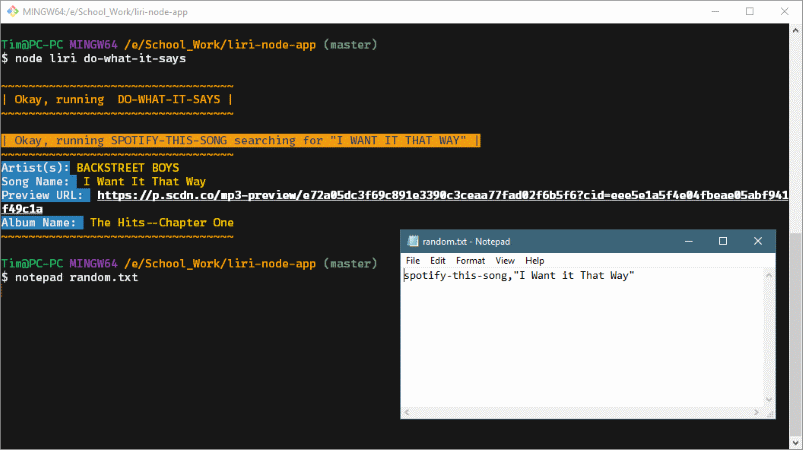 MINGW64:/e/School_Work/liri-node-app
Tim@PC-PC MINGW64 /e/School_Work/liri-node-app (master)
$ node liri do-what-it-says
~~~~~~~~~~~~~~~~~~~~~~~~~~~~~~~~~~
| Okay, running  DO-WHAT-IT-SAYS |
~~~~~~~~~~~~~~~~~~~~~~~~~~~~~~~~~~
| Okay, running SPOTIFY-THIS-SONG searching for "I WANT IT THAT WAY" |
~~~~~~~~~~~~~~~~~~~~~~~~~~~~~~~~~~
Artist(s): BACKSTREET BOYS
Song Name:  I Want It That Way
Preview URL:  https://p.scdn.co/mp3-preview/e72a05dc3f69c891e3390c3ceaa77fad02f6b5f6?cid=eee5e1a5f4e04fbeae05abf941
f49c1a
Album Name:  The Hits--Chapter One
~~~~~~~~~~~~~~~~~~~~~~~~~~~~~~~~~~
Tim@PC-PC MINGW64 /e/School_Work/liri-node-app (master)
$ notepad random.txt
random.txt - Notepad
File Edit Format View Help
spotify-this-song,"I Want it That Way"